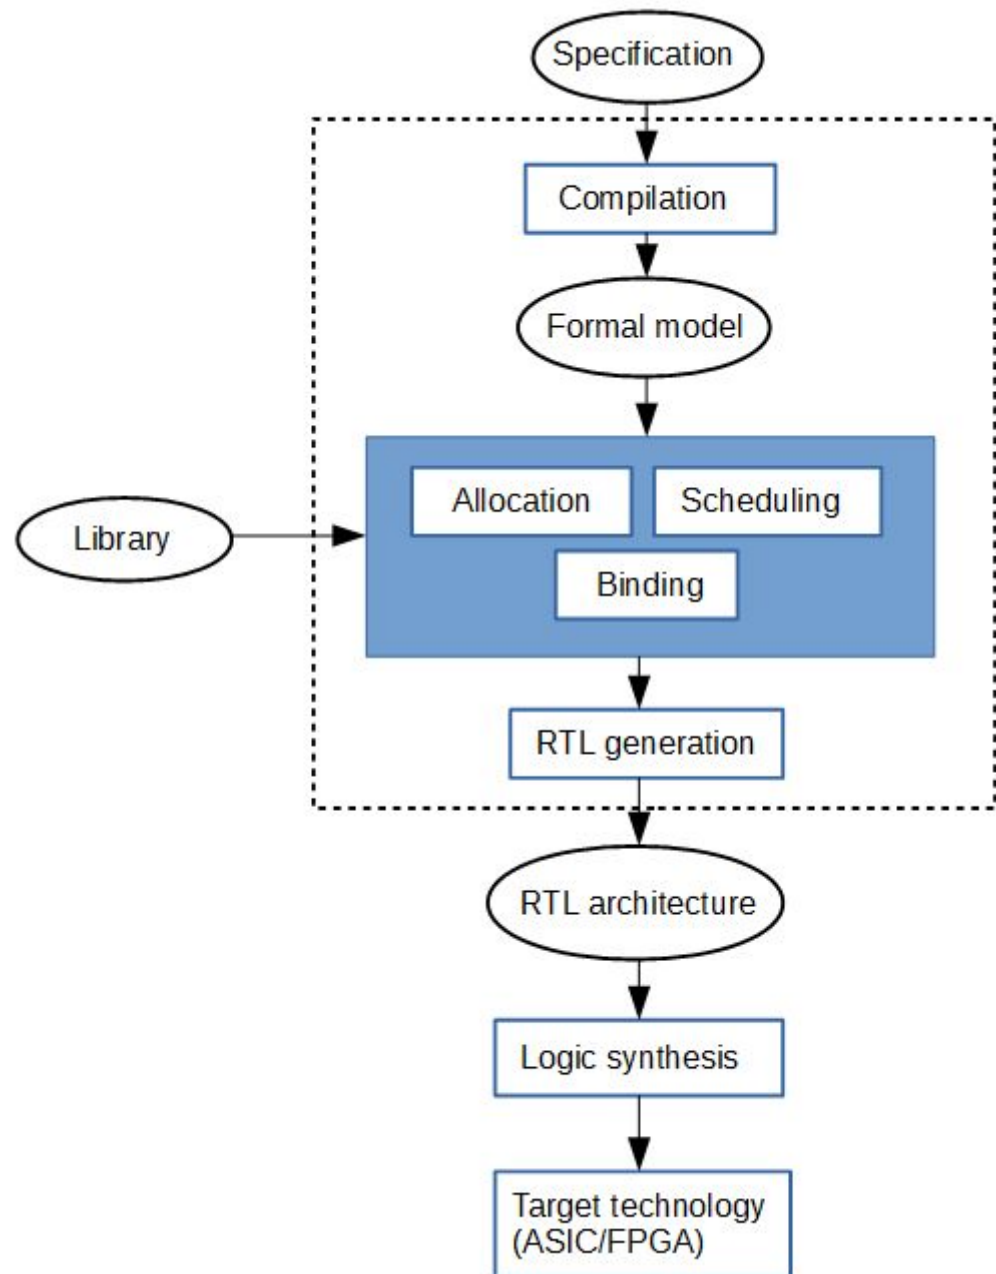 Specification
Compilation
Formal model
Allocation
Scheduling
Library
Binding
RTL generation
RTL architecture
Logic synthesis
Target technology
(ASIC/FPGA)